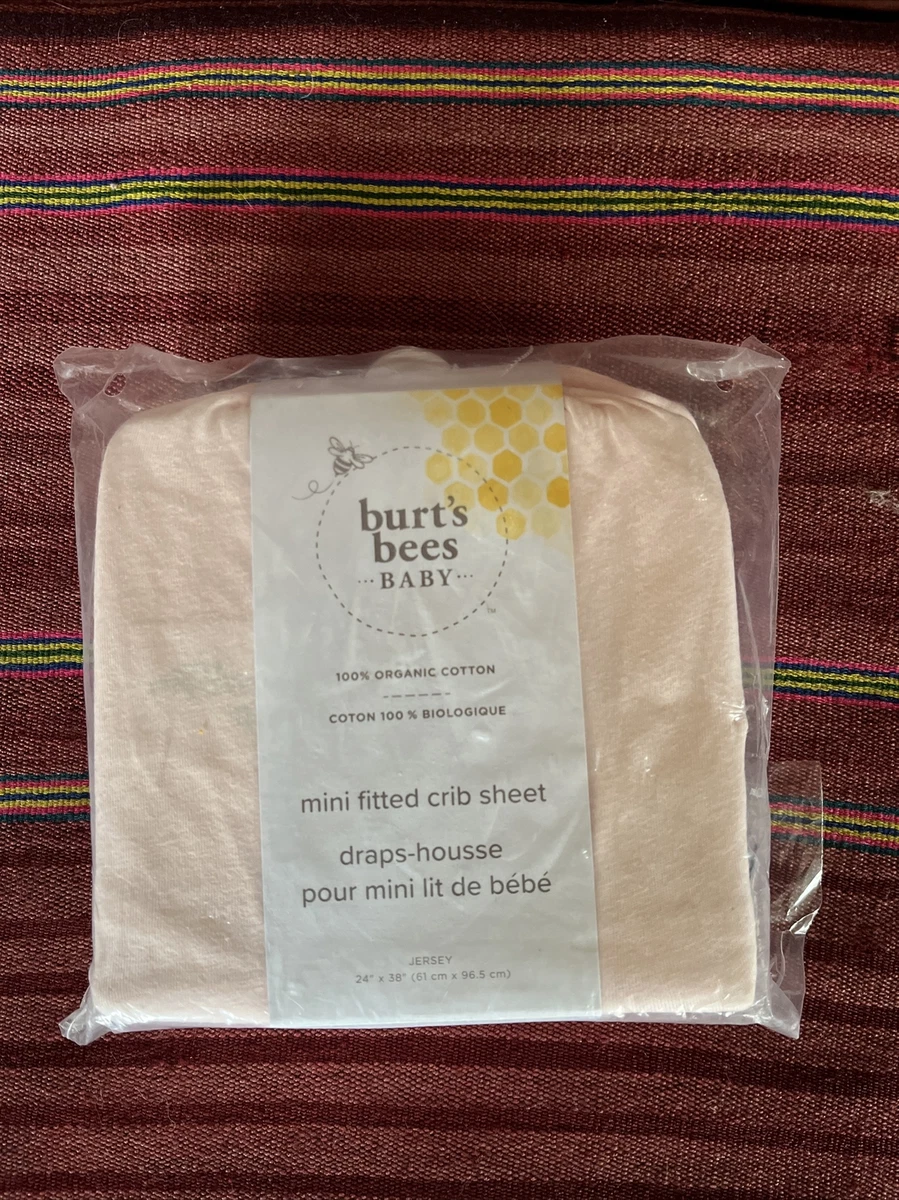 burt's
bees
···BABY···
™
100% ORGANIC COTTON
COTON 100 % BIOLOGIQUE
mini fitted crib sheet
draps-housse
pour mini lit de bébé
JERSEY
24" x 38" (61 cm x 96.5 cm)